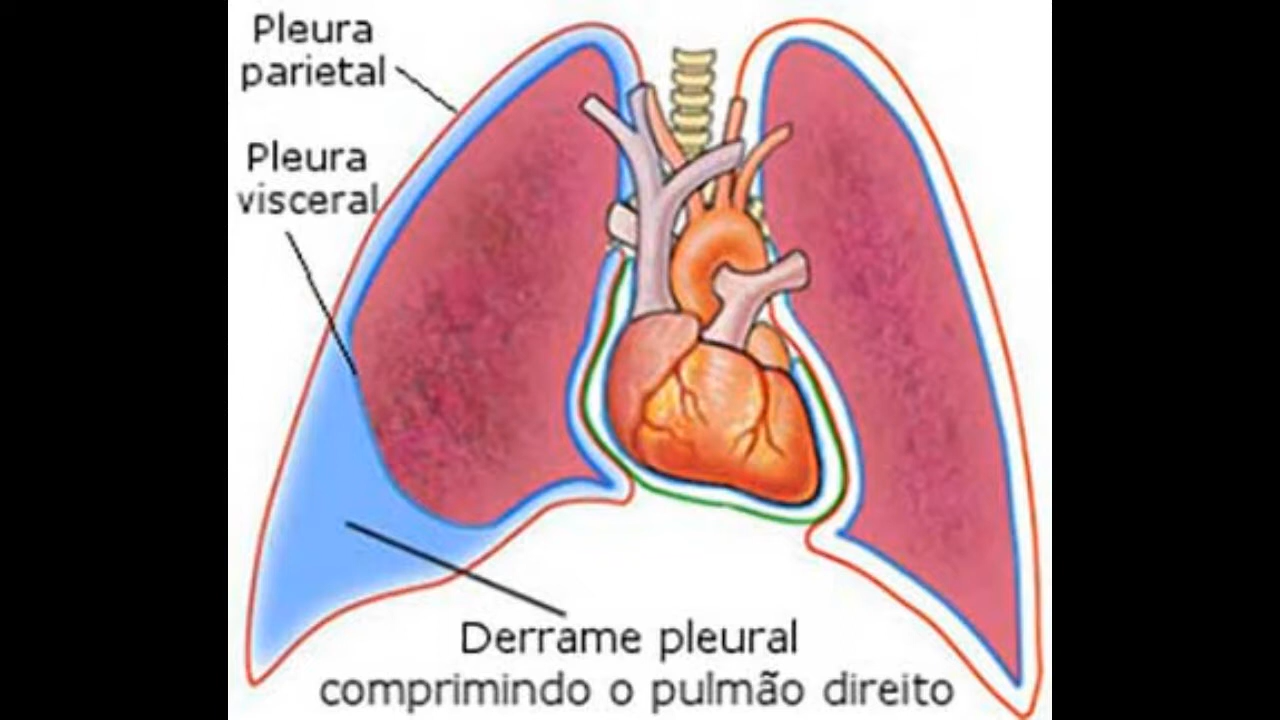 Pleura
parietal
Pleura
visceral
Derrame pleural
comprimindo o pulmão direito